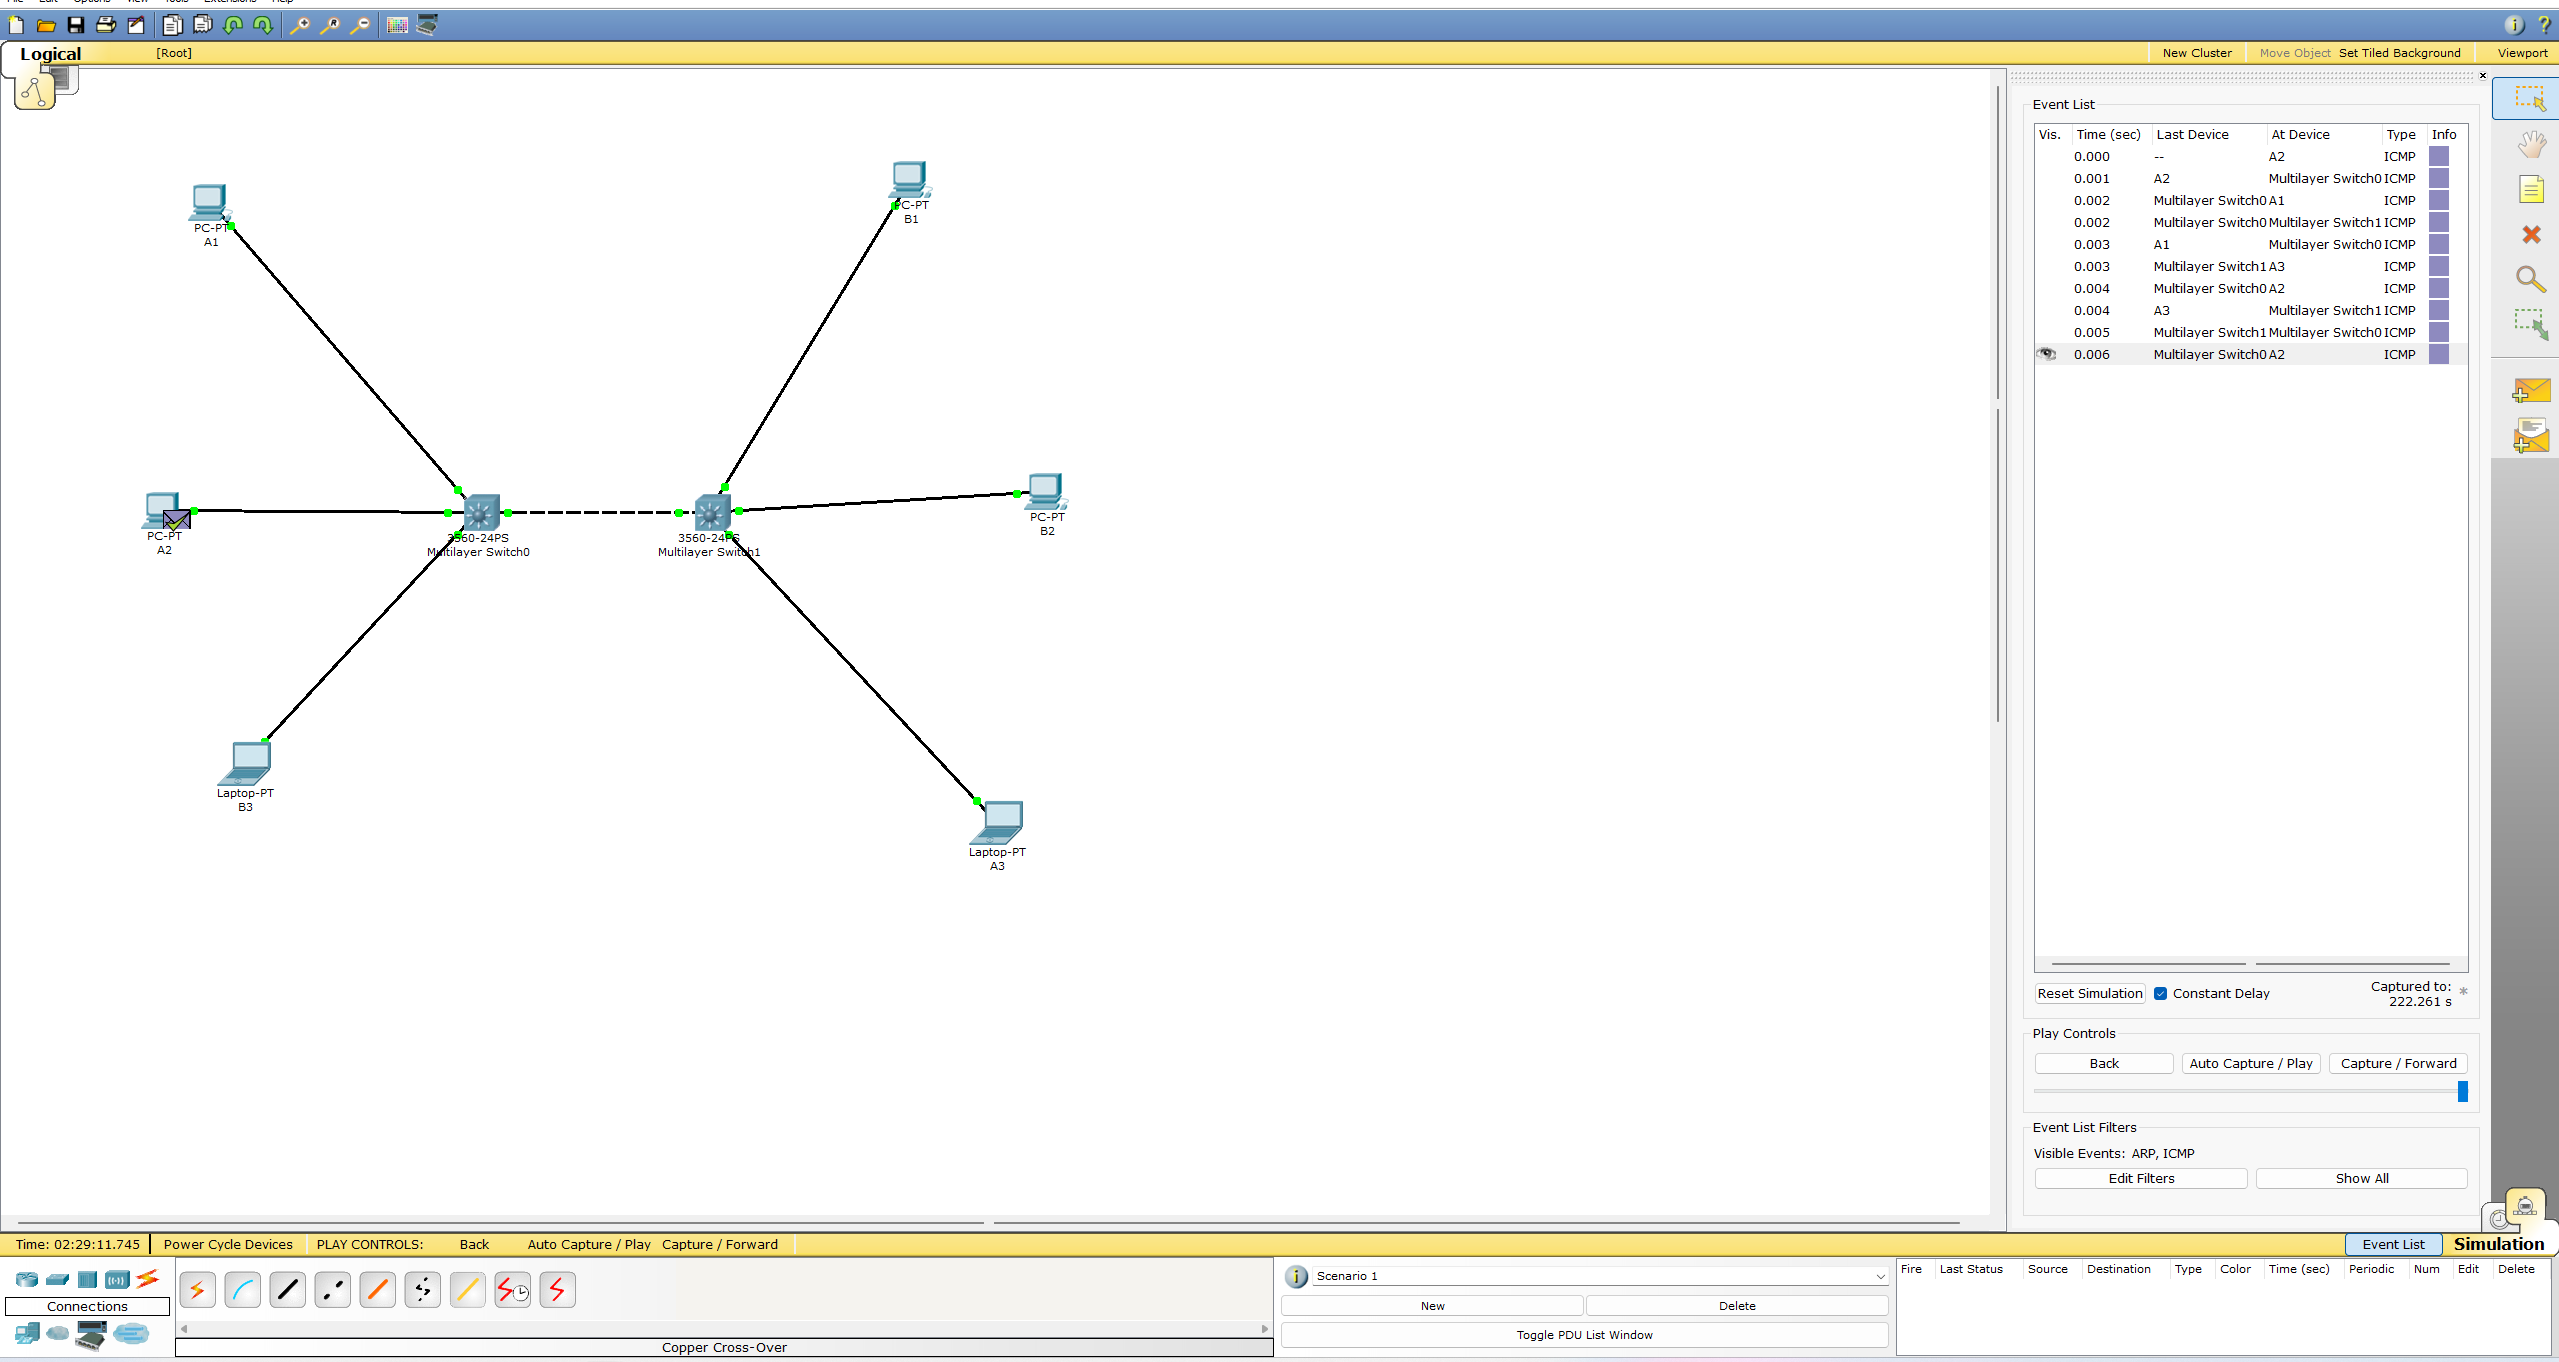 File Edit Options View Tools Extensions Help
Logical [Root] New Cluster Move Object Set Tiled Background Viewport
PC-PT
A1
PC-PT
B1
PC-PT
A2
3560-24PS
Multilayer Switch0
3560-24PS
Multilayer Switch1
PC-PT
B2
Laptop-PT
B3
Laptop-PT
A3
Event List
Vis. Time (sec) Last Device At Device Type Info
0.000 -- A2 ICMP
0.001 A2 Multilayer Switch0 ICMP
0.002 Multilayer Switch0 A1 ICMP
0.002 Multilayer Switch0 Multilayer Switch1 ICMP
0.003 A1 Multilayer Switch0 ICMP
0.003 Multilayer Switch1 A3 ICMP
0.004 Multilayer Switch0 A2 ICMP
0.004 A3 Multilayer Switch1 ICMP
0.005 Multilayer Switch1 Multilayer Switch0 ICMP
0.006 Multilayer Switch0 A2 ICMP
Reset Simulation Constant Delay Captured to: *
222.261 s
Play Controls
Back Auto Capture / Play Capture / Forward
Event List Filters
Visible Events: ARP, ICMP
Edit Filters Show All
Time: 02:29:11.745 Power Cycle Devices PLAY CONTROLS: Back Auto Capture / Play Capture / Forward Event List Simulation
Connections
Copper Cross-Over
Scenario 1
New Delete
Toggle PDU List Window
Fire Last Status Source Destination Type Color Time (sec) Periodic Num Edit Delete